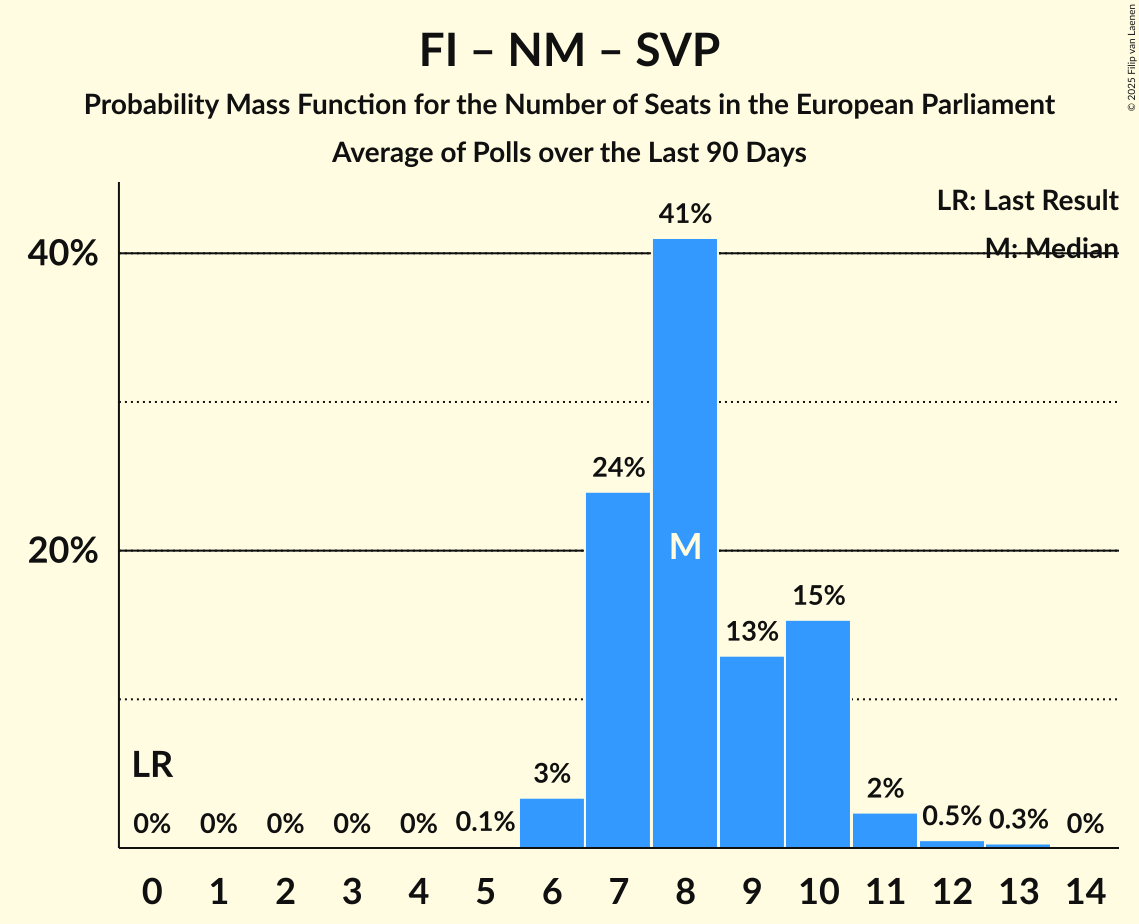 FI – NM – SVP
Probability Mass Function for the Number of Seats in the European Parliament
Average of Polls over the Last 90 Days
© 2025 Filip van Laenen
LR: Last Result
M: Median
41%
40%
24%
M
20%
15%
13%
LR
3%
2%
0% 0% 0% 0% 0% 0.1% 0.5% 0.3% 0%
0 1 2 3 4 5 6 7 8 9 10 11 12 13 14